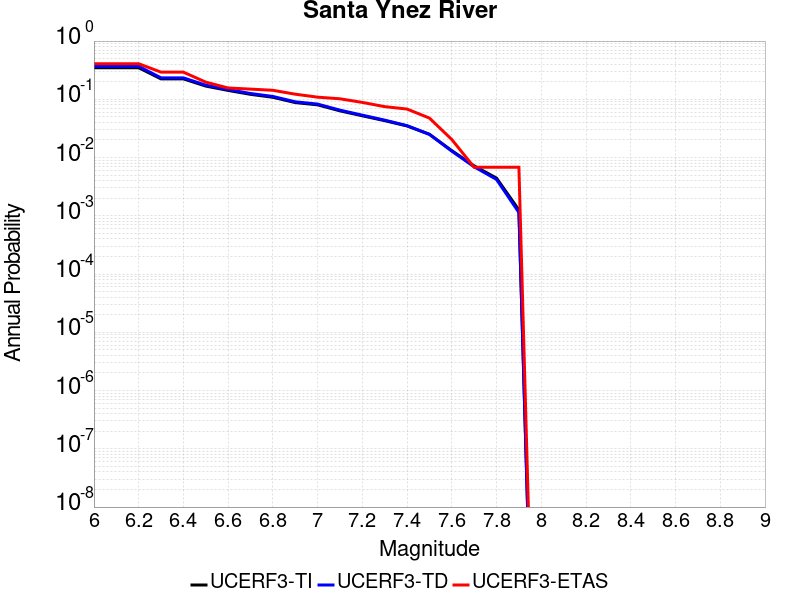 Santa Ynez River
Annual Probability
10^0
10^-1
10^-2
10^-3
10^-4
10^-5
10^-6
10^-7
10^-8
6 6.2 6.4 6.6 6.8 7 7.2 7.4 7.6 7.8 8 8.2 8.4 8.6 8.8 9
Magnitude
UCERF3-TI UCERF3-TD UCERF3-ETAS